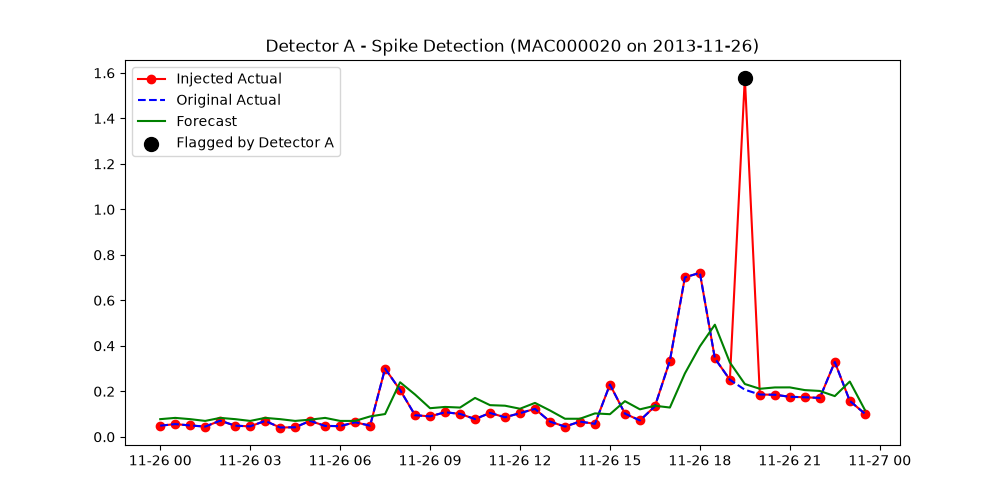 Detector A - Spike Detection (MAC000020 on 2013-11-26)
Injected Actual
Original Actual
Forecast
Flagged by Detector A
1.6
1.4
1.2
1.0
0.8
0.6
0.4
0.2
0.0
11-26 00 11-26 03 11-26 06 11-26 09 11-26 12 11-26 15 11-26 18 11-26 21 11-27 00